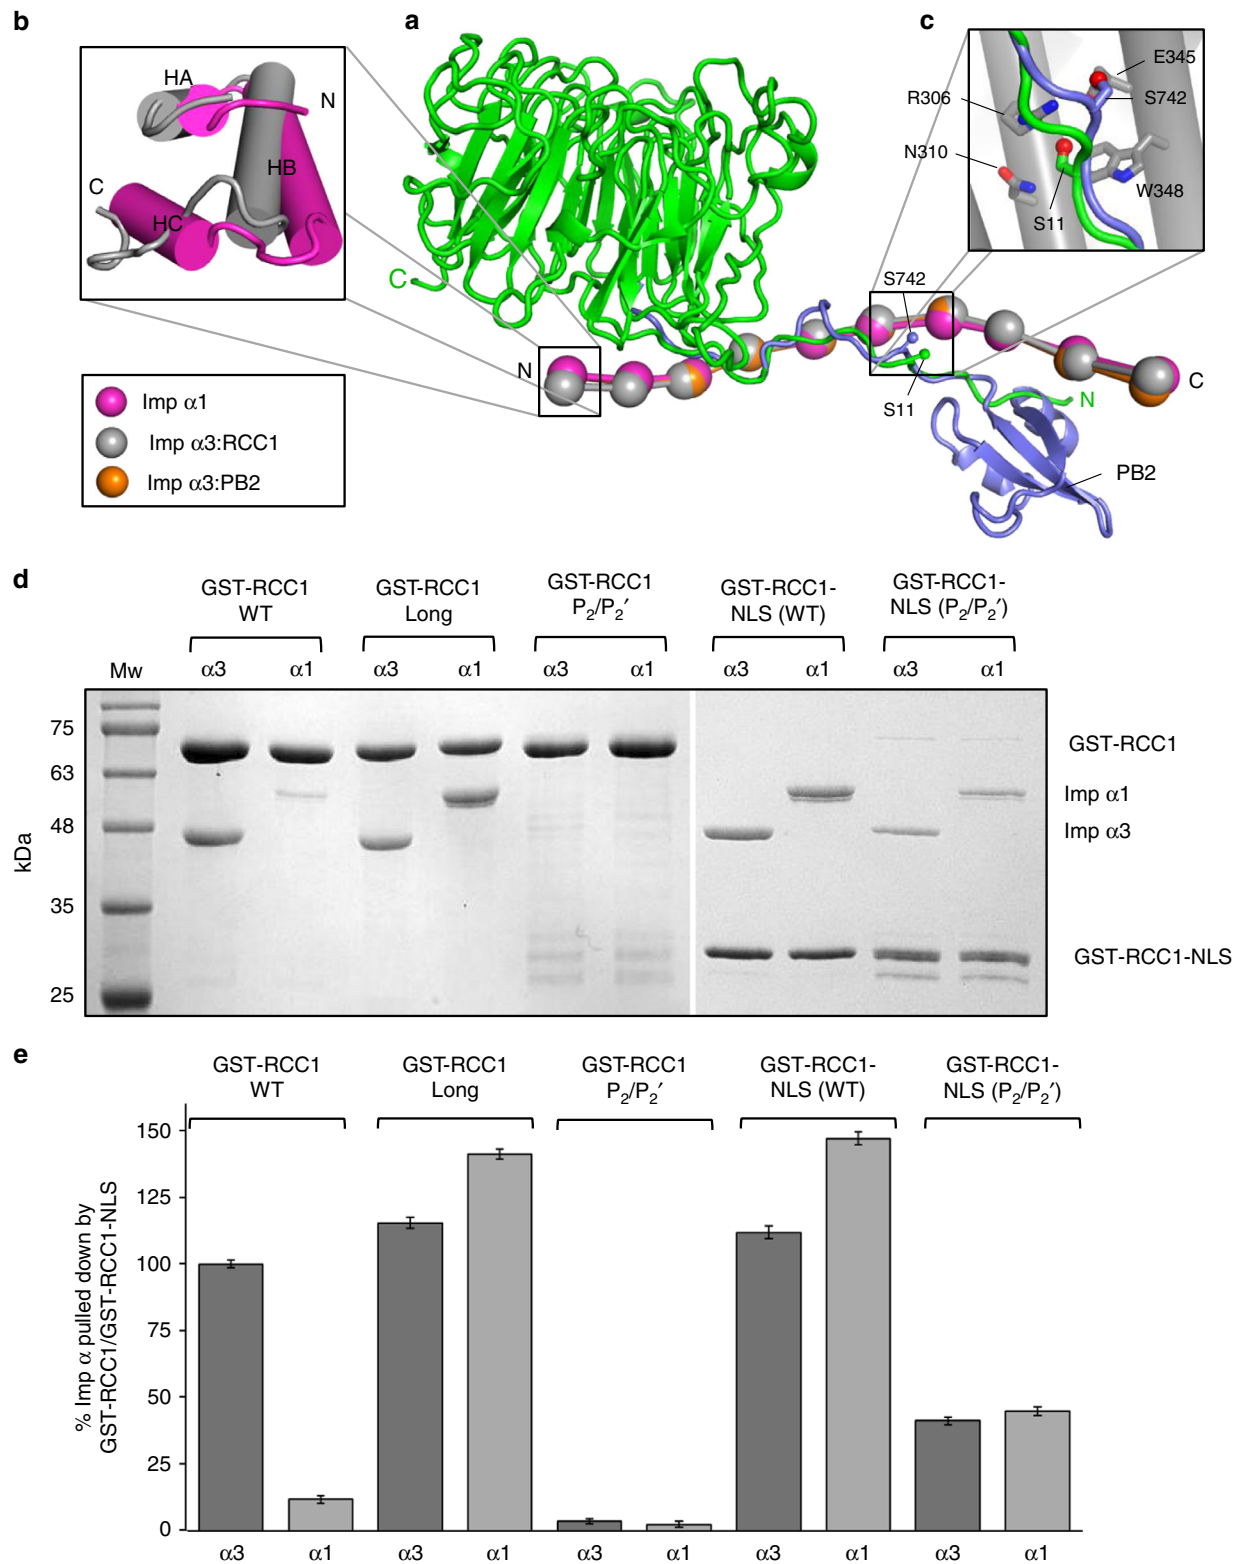 b
a
c
HA
N
HB
C
HC
E345
S742
R306
N310
W348
S11
C
S742
N
C
S11
N
PB2
Imp α1
Imp α3:RCC1
Imp α3:PB2
d
GST-RCC1 WT
GST-RCC1 Long
GST-RCC1 P₂/P₂′
GST-RCC1-NLS (WT)
GST-RCC1-NLS (P₂/P₂′)
Mw α3 α1 α3 α1 α3 α1 α3 α1 α3 α1
kDa
75
63
48
35
25
GST-RCC1
Imp α1
Imp α3
GST-RCC1-NLS
e
GST-RCC1 WT
GST-RCC1 Long
GST-RCC1 P₂/P₂′
GST-RCC1-NLS (WT)
GST-RCC1-NLS (P₂/P₂′)
% Imp α pulled down by
GST-RCC1/GST-RCC1-NLS
150
125
100
75
50
25
0
α3 α1 α3 α1 α3 α1 α3 α1 α3 α1